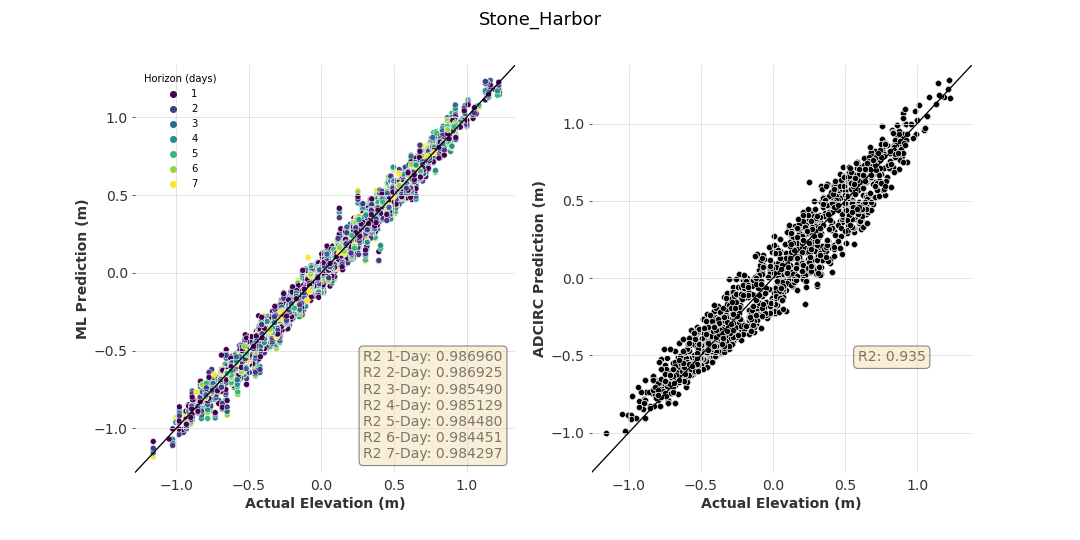 Stone_Harbor
Horizon (days)
1
2
3
4
5
6
7
1.0
0.5
0.0
−0.5
−1.0
ML Prediction (m)
R2 1-Day: 0.986960
R2 2-Day: 0.986925
R2 3-Day: 0.985490
R2 4-Day: 0.985129
R2 5-Day: 0.984480
R2 6-Day: 0.984451
R2 7-Day: 0.984297
−1.0 −0.5 0.0 0.5 1.0
Actual Elevation (m)
1.0
0.5
0.0
−0.5
−1.0
ADCIRC Prediction (m)
R2: 0.935
−1.0 −0.5 0.0 0.5 1.0
Actual Elevation (m)